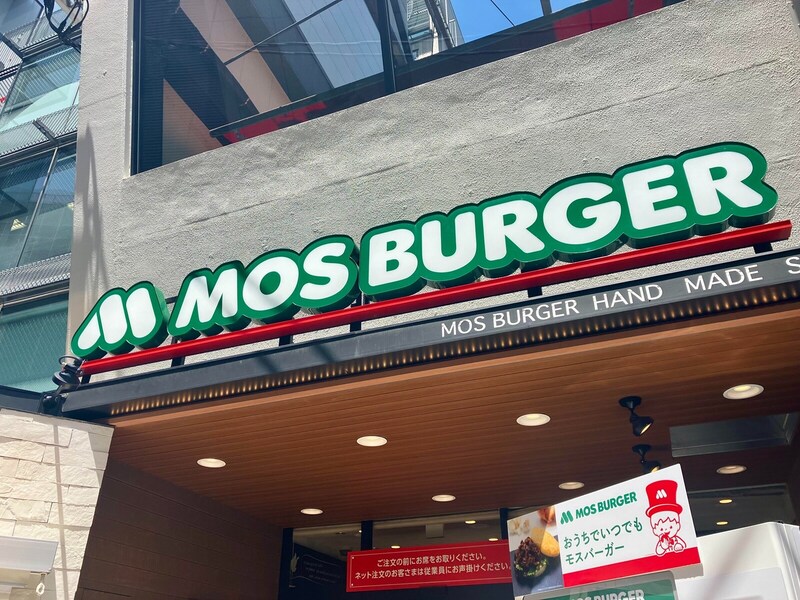 MOS BURGER
MOS BURGER HAND MADE S
MOS BURGER
おうちでいつでも
モスバーガー
ご注文の前にお席をお取りください。
ネット注文のお客さまは従業員にお声掛けください。
MOS BURGER